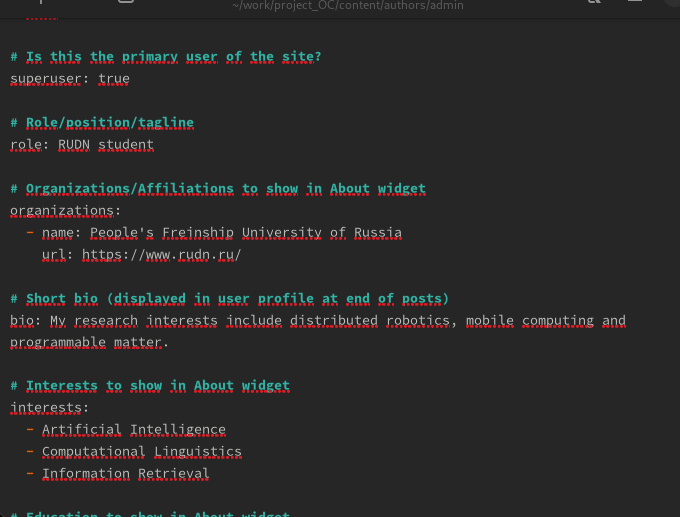 ~/work/project_OC/content/authors/admin
# Is this the primary user of the site?
superuser: true
# Role/position/tagline
role: RUDN student
# Organizations/Affiliations to show in About widget
organizations:
- name: People's Freinship University of Russia
url: https://www.rudn.ru/
# Short bio (displayed in user profile at end of posts)
bio: My research interests include distributed robotics, mobile computing and
programmable matter.
# Interests to show in About widget
interests:
- Artificial Intelligence
- Computational Linguistics
- Information Retrieval
# Education to show in About widget